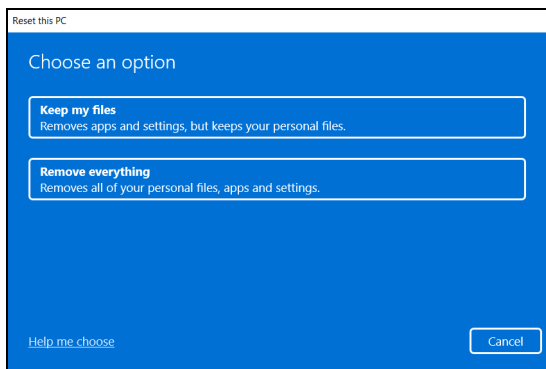 Reset this PC
Choose an option
Keep my files
Removes apps and settings, but keeps your personal files.
Remove everything
Removes all of your personal files, apps and settings.
Help me choose
Cancel